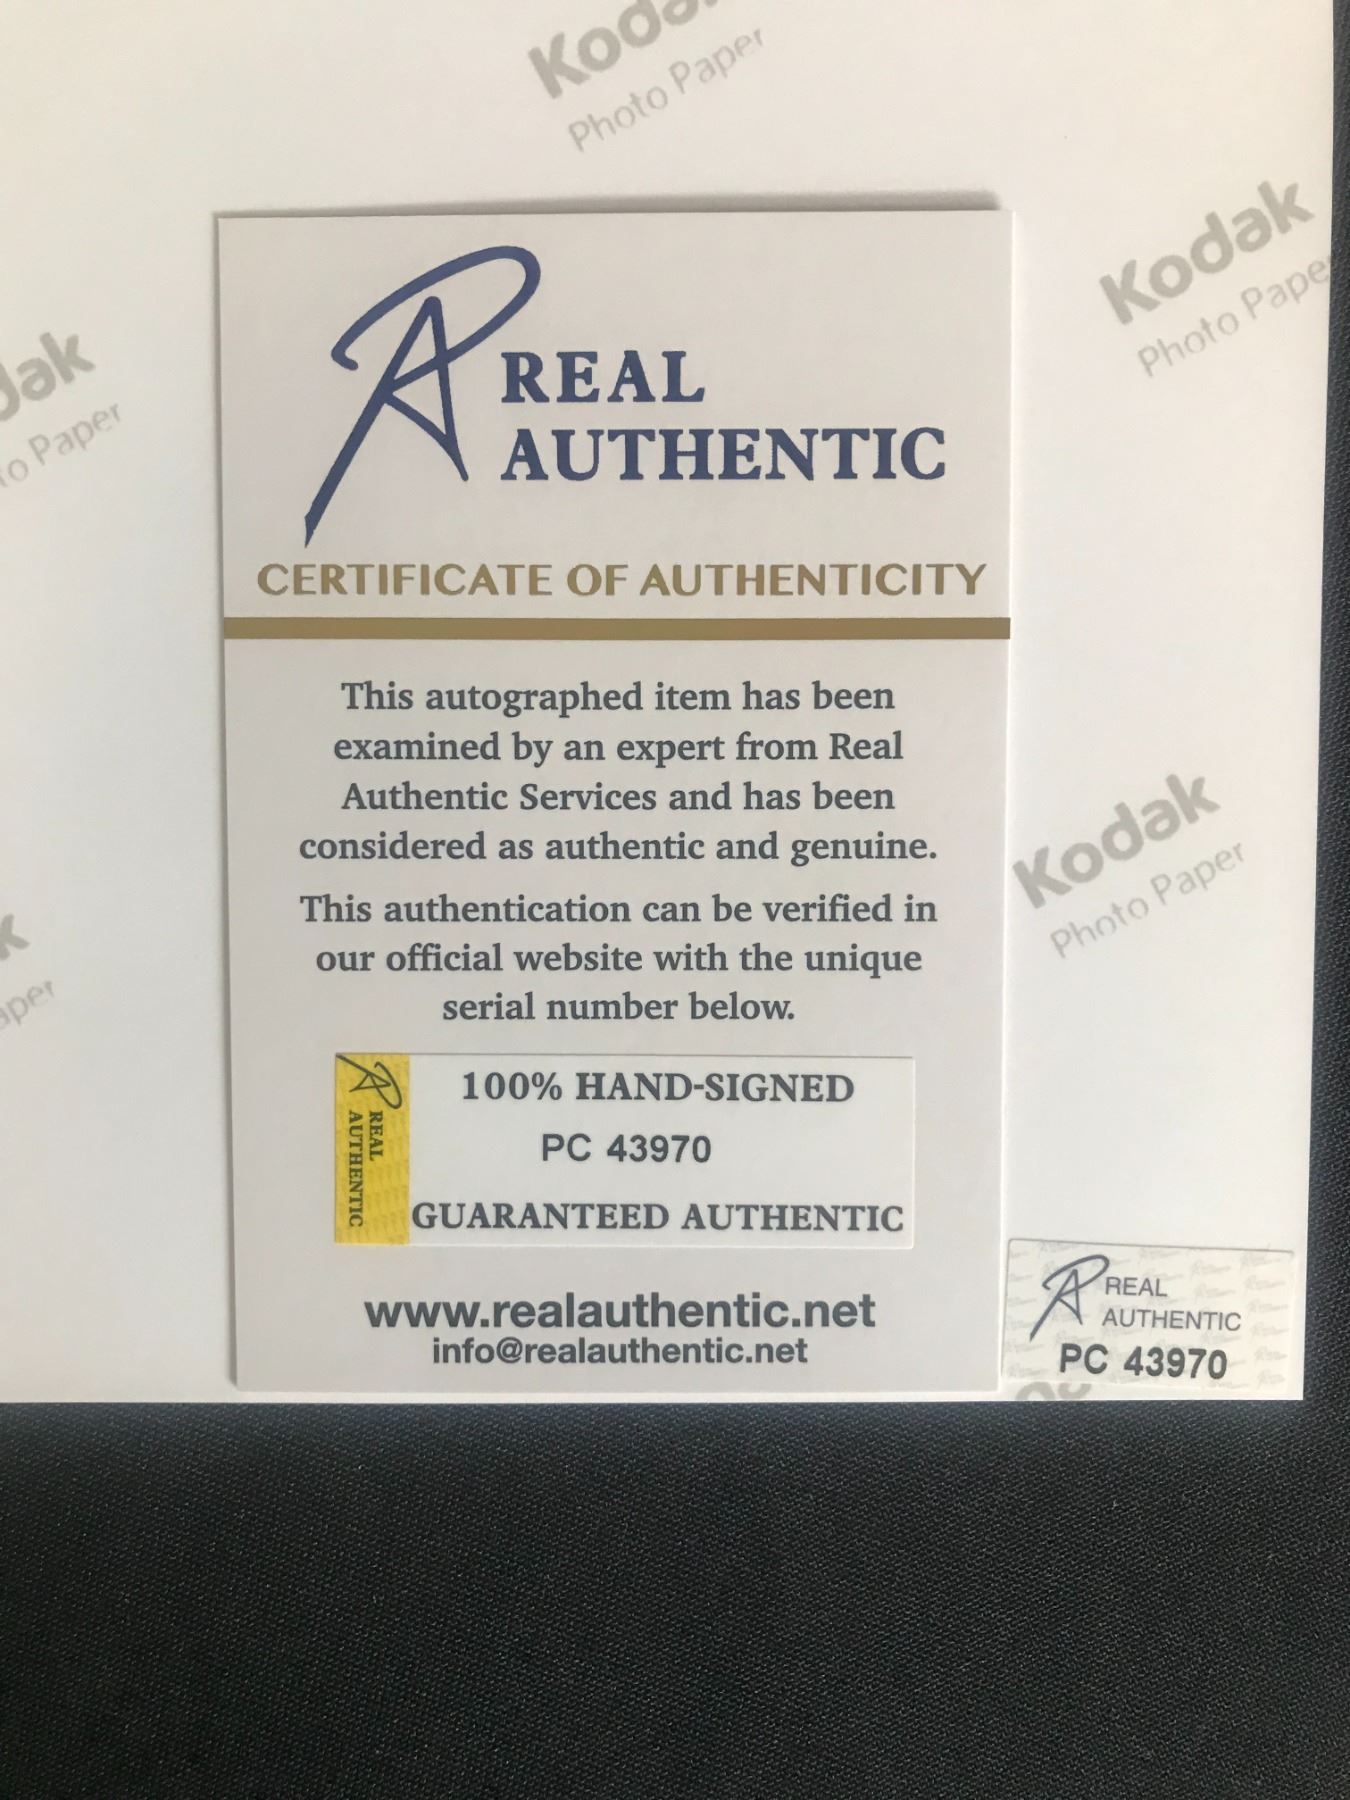 Kodak
Photo Paper
Kodak
Photo Paper
dak
to Paper
REAL
AUTHENTIC
CERTIFICATE OF AUTHENTICITY
This autographed item has been
examined by an expert from Real
Authentic Services and has been
considered as authentic and genuine.
This authentication can be verified in
our official website with the unique
serial number below.
Kodak
Photo Paper
REAL
AUTHENTIC
100% HAND-SIGNED
PC 43970
GUARANTEED AUTHENTIC
www.realauthentic.net
info@realauthentic.net
REAL
AUTHENTIC
PC 43970